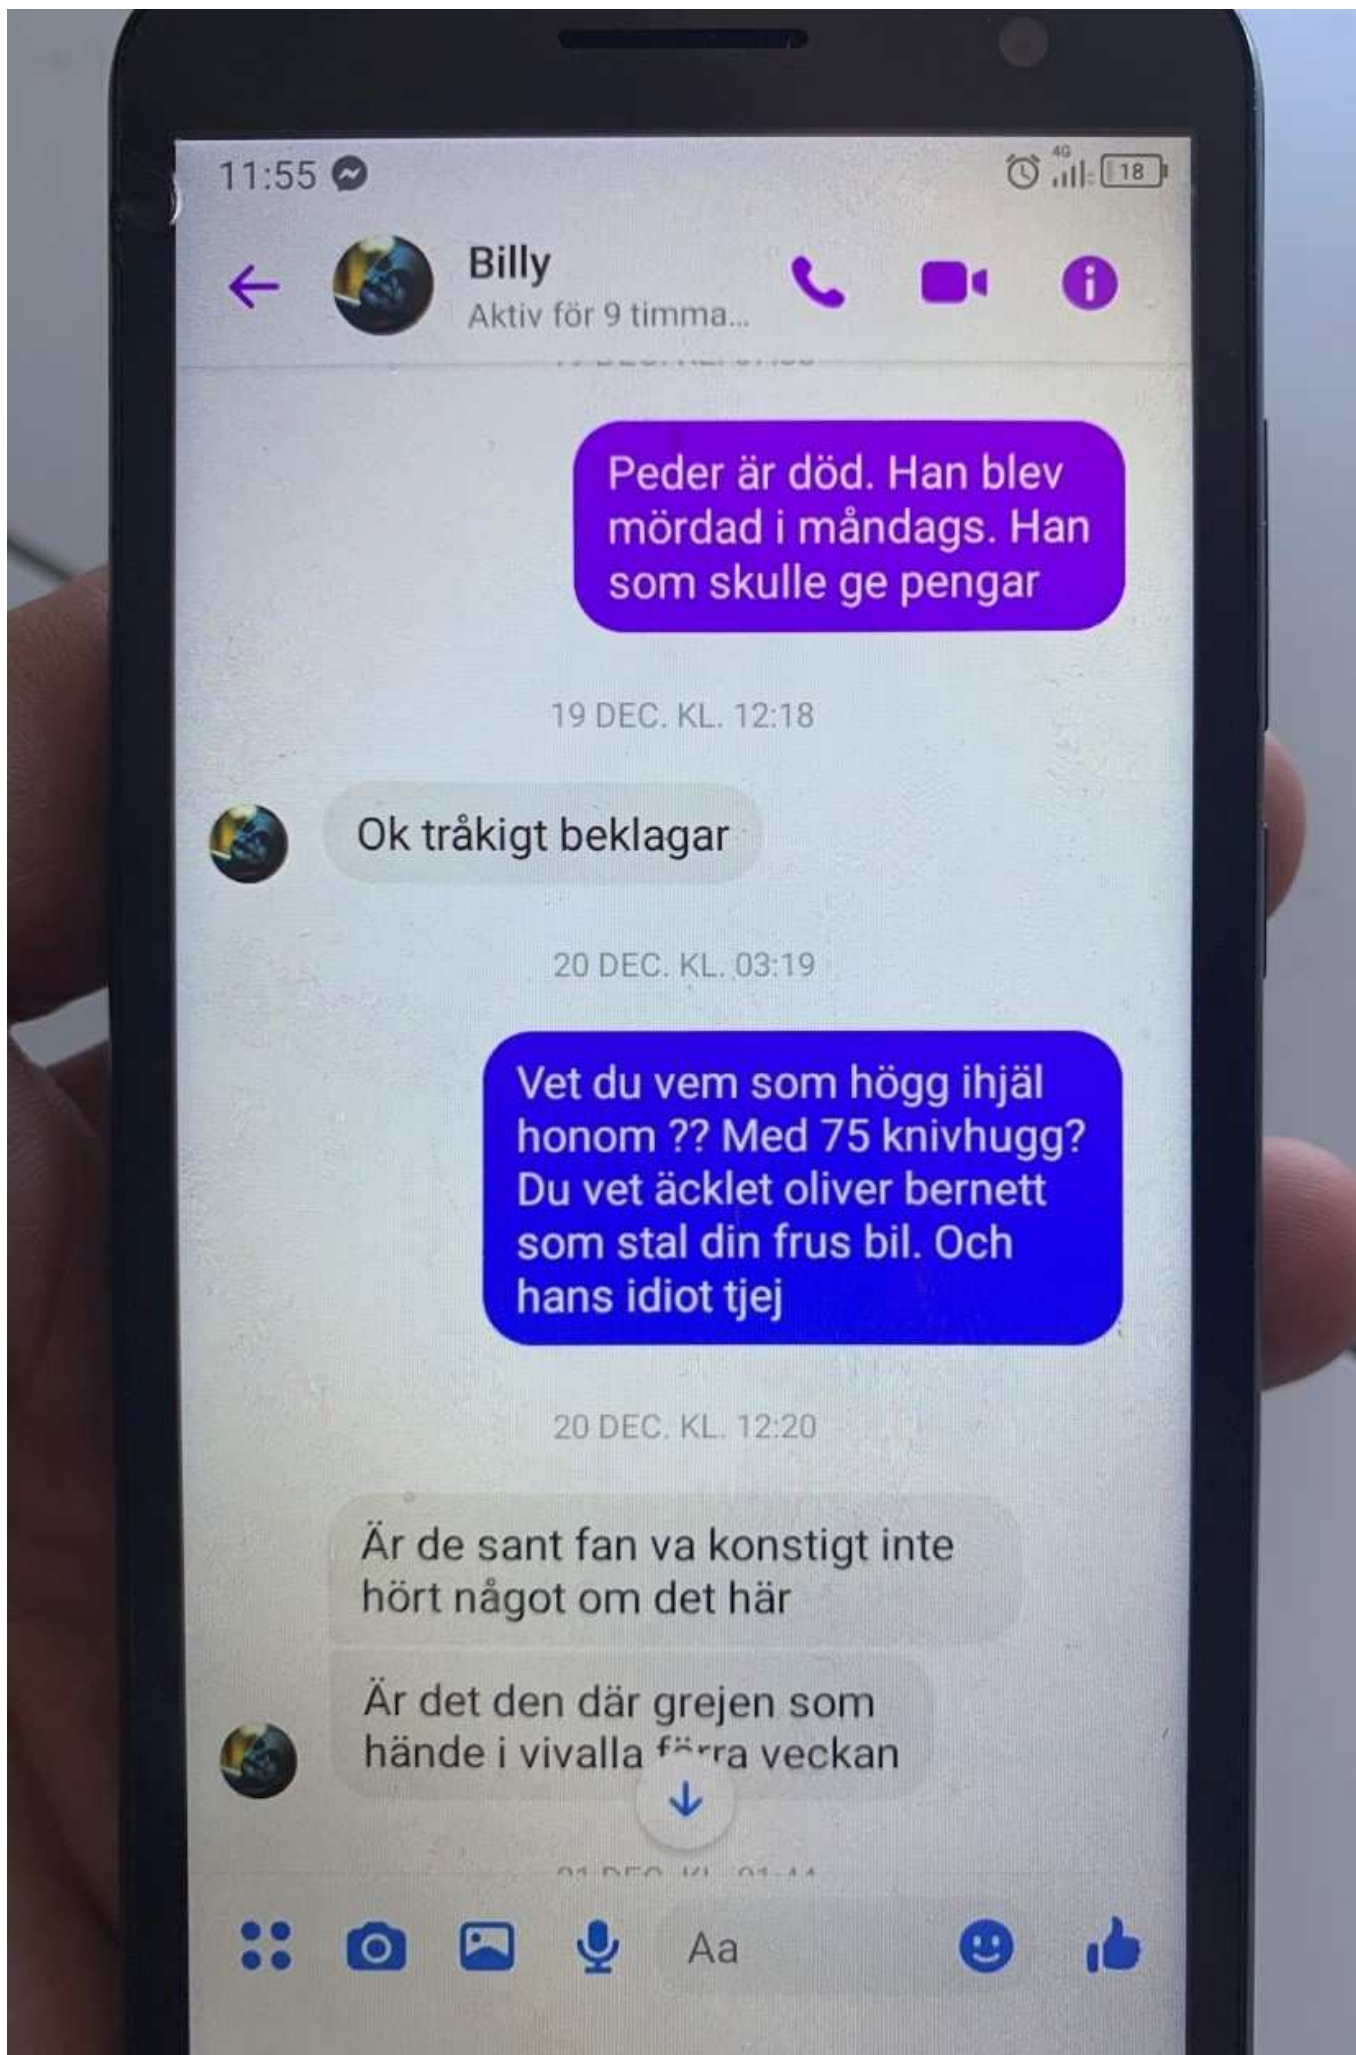 11:55
4G
18
Billy
Aktiv för 9 timma...
Peder är död. Han blev
mördad i måndags. Han
som skulle ge pengar
19 DEC. KL. 12:18
Ok tråkigt beklagar
20 DEC. KL. 03:19
Vet du vem som högg ihjäl
honom ?? Med 75 knivhugg?
Du vet äcklet oliver bernett
som stal din frus bil. Och
hans idiot tjej
20 DEC. KL. 12:20
Är de sant fan va konstigt inte
hört något om det här
Är det den där grejen som
hände i vivalla förra veckan
Aa